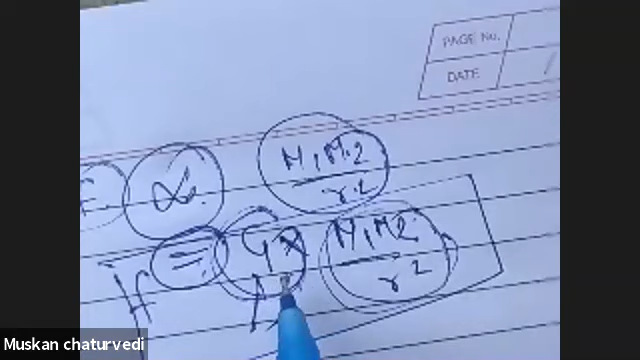 PAGE No.
DATE
F ∝ M1M2
r2
F = G × M1M2
r2
Muskan chaturvedi